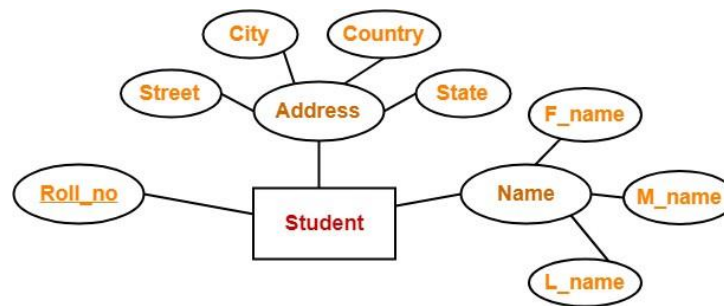 City
Country
Street
Address
State
F_name
Roll_no
Name
M_name
Student
L_name